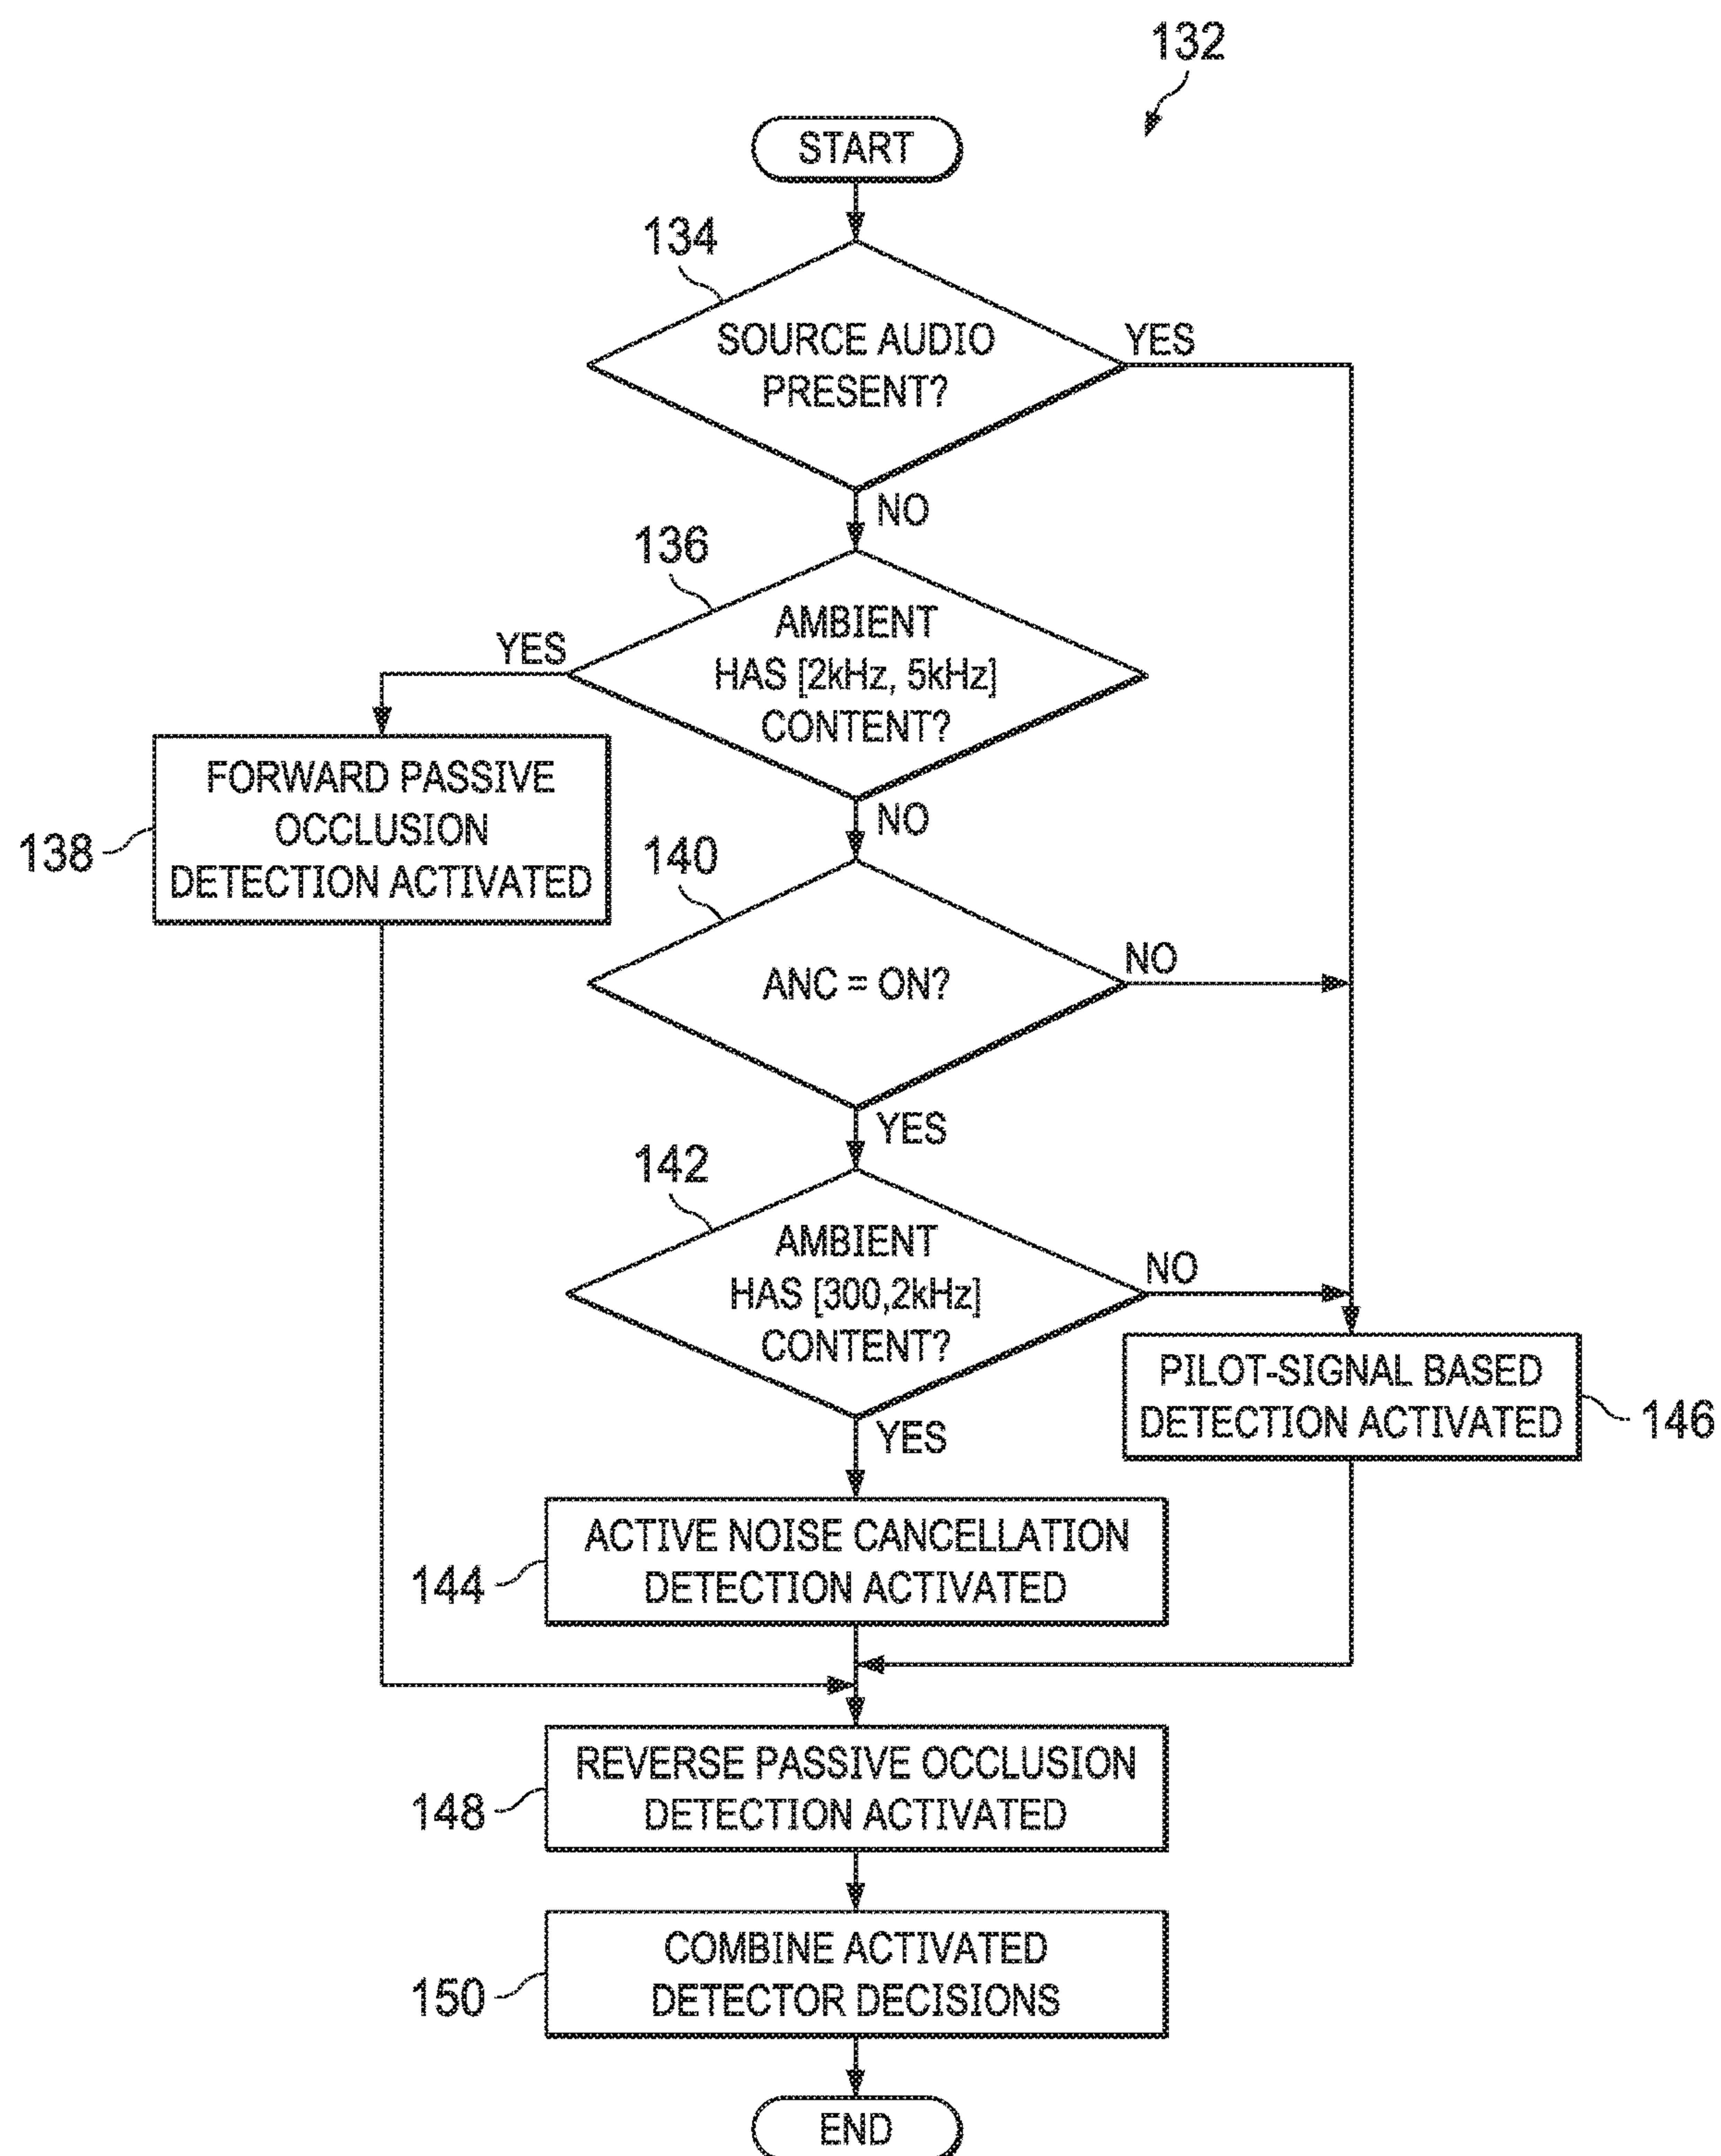 132
START
134
SOURCE AUDIO
PRESENT?
YES
NO
136
AMBIENT
HAS [2kHz, 5kHz]
CONTENT?
YES
NO
FORWARD PASSIVE
OCCLUSION
DETECTION ACTIVATED
138
140
ANC = ON?
NO
YES
142
AMBIENT
HAS [300,2kHz]
CONTENT?
NO
YES
PILOT-SIGNAL BASED
DETECTION ACTIVATED
146
ACTIVE NOISE CANCELLATION
DETECTION ACTIVATED
144
REVERSE PASSIVE OCCLUSION
DETECTION ACTIVATED
148
COMBINE ACTIVATED
DETECTOR DECISIONS
150
END